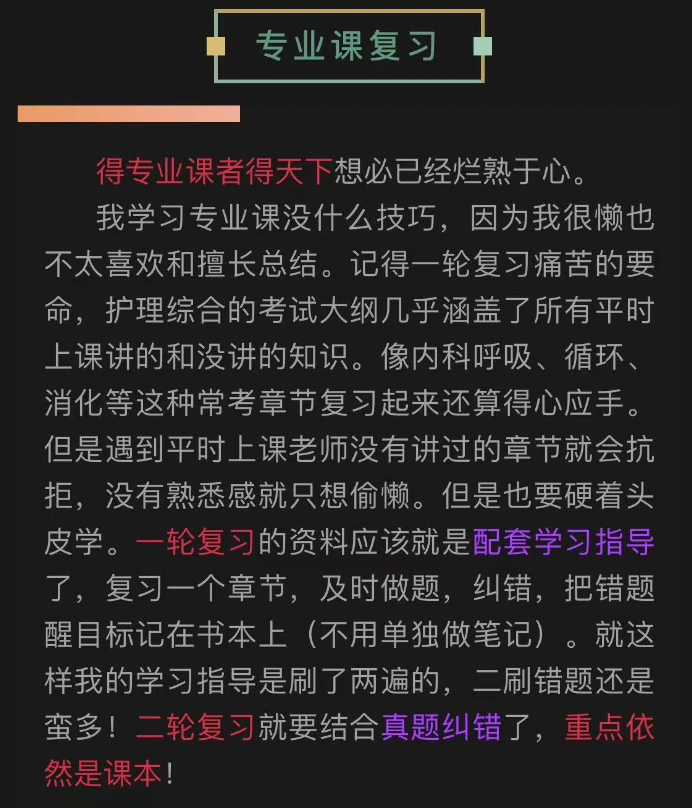 专业课复习
得专业课者得天下想必已经烂熟于心。
我学习专业课没什么技巧，因为我很懒也
不太喜欢和擅长总结。记得一轮复习痛苦的要
命，护理综合的考试大纲几乎涵盖了所有平时
上课讲的和没讲的知识。像内科呼吸、循环、
消化等这种常考章节复习起来还算得心应手。
但是遇到平时上课老师没有讲过的章节就会抗
拒，没有熟悉感就只想偷懒。但是也要硬着头
皮学。一轮复习的资料应该就是配套学习指导
了，复习一个章节，及时做题，纠错，把错题
醒目标记在书本上（不用单独做笔记）。就这
样我的学习指导是刷了两遍的，二刷错题还是
蛮多！二轮复习就要结合真题纠错了，重点依
然是课本！